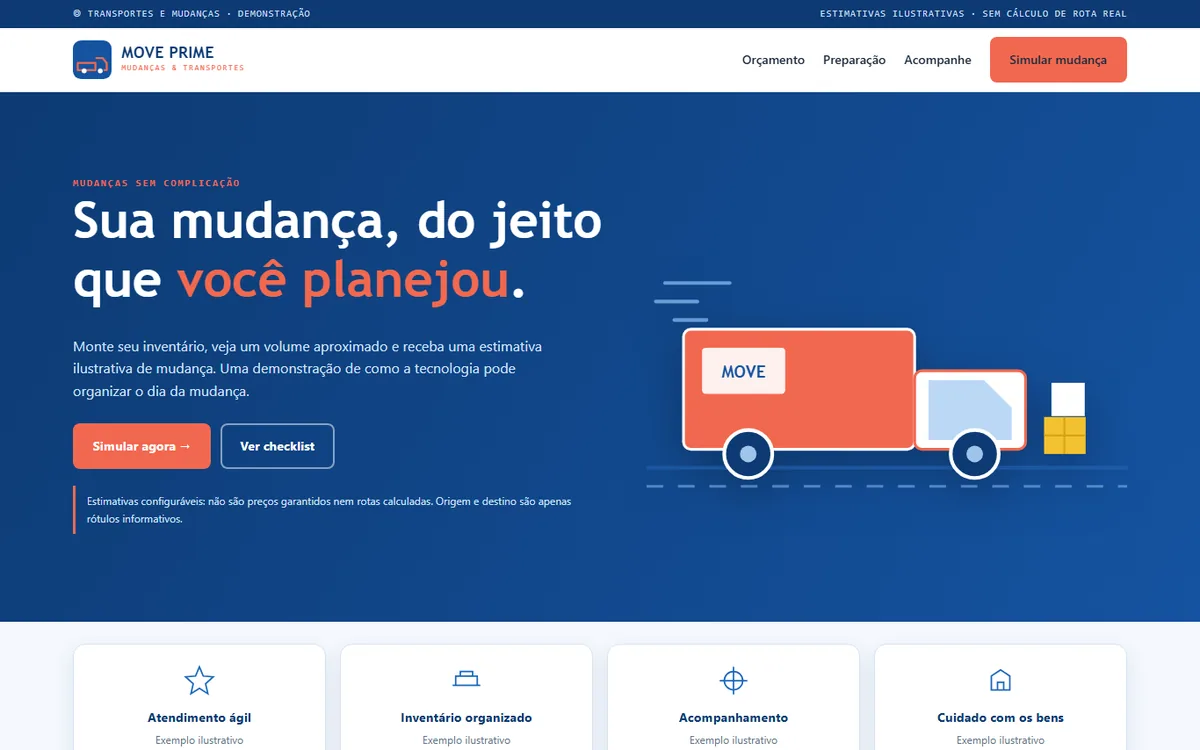 TRANSPORTES E MUDANÇAS · DEMONSTRAÇÃO
ESTIMATIVAS ILUSTRATIVAS · SEM CÁLCULO DE ROTA REAL
MOVE PRIME
MUDANÇAS & TRANSPORTES
Orçamento
Preparação
Acompanhe
Simular mudança
MUDANÇAS SEM COMPLICAÇÃO
Sua mudança, do jeito
que você planejou.
Monte seu inventário, veja um volume aproximado e receba uma estimativa
ilustrativa de mudança. Uma demonstração de como a tecnologia pode
organizar o dia da mudança.
Simular agora →
Ver checklist
Estimativas configuráveis: não são preços garantidos nem rotas calculadas. Origem e destino são apenas
rótulos informativos.
MOVE
Atendimento ágil
Exemplo ilustrativo
Inventário organizado
Exemplo ilustrativo
Acompanhamento
Exemplo ilustrativo
Cuidado com os bens
Exemplo ilustrativo